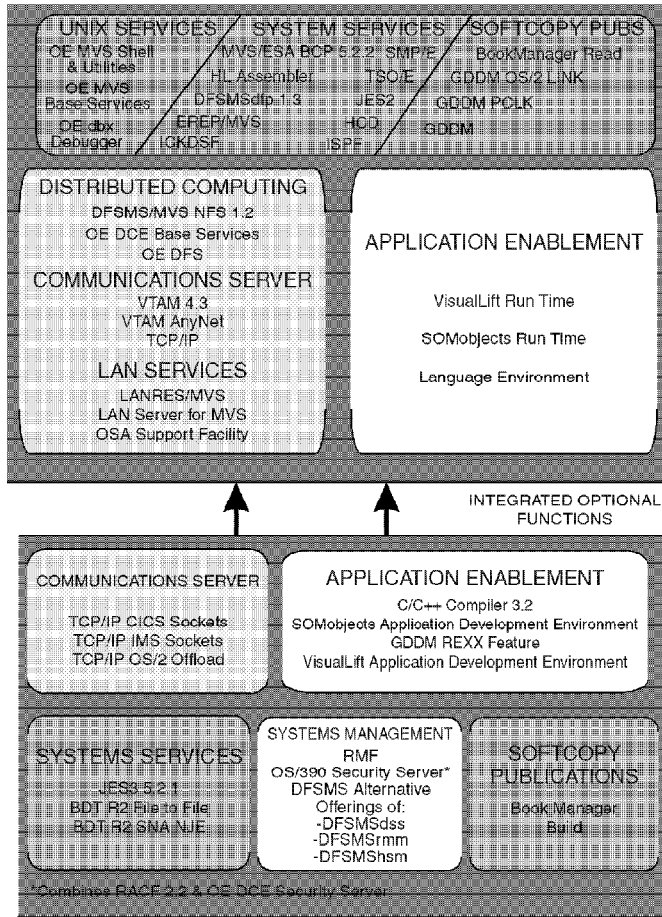 UNIX SERVICES
OE MVS Shell
& Utilities
OE MVS
Base Services
OE dbx
Debugger
SYSTEM SERVICES
MVS/ESA BCP 5.2.2 SMP/E
HL Assembler TSO/E
DFSMSdfp 1.3 JES2
EREP/MVS HCD
ICKDSF ISPF
SOFTCOPY PUBS
BookManager Read
GDDM OS/2 LINK
GDDM PCLK
GDDM
DISTRIBUTED COMPUTING
DFSMS/MVS NFS 1.2
OE DCE Base Services
OE DFS
COMMUNICATIONS SERVER
VTAM 4.3
VTAM AnyNet
TCP/IP
LAN SERVICES
LANRES/MVS
LAN Server for MVS
OSA Support Facility
APPLICATION ENABLEMENT
VisualLift Run Time
SOMobjects Run Time
Language Environment
INTEGRATED OPTIONAL
FUNCTIONS
COMMUNICATIONS SERVER
TCP/IP CICS Sockets
TCP/IP IMS Sockets
TCP/IP OS/2 Offload
APPLICATION ENABLEMENT
C/C++ Compiler 3.2
SOMobjects Application Development Environment
GDDM REXX Feature
VisualLift Application Development Environment
SYSTEMS SERVICES
JES3 5.2.1
BDT R2 File to File
BDT R2 SNA NJE
SYSTEMS MANAGEMENT
RMF
OS/390 Security Server*
DFSMS Alternative
Offerings of:
-DFSMSdss
-DFSMSrmm
-DFSMShsm
SOFTCOPY
PUBLICATIONS
Book Manager
Build
*Combines RACF 2.2 & OE DCE Security Server